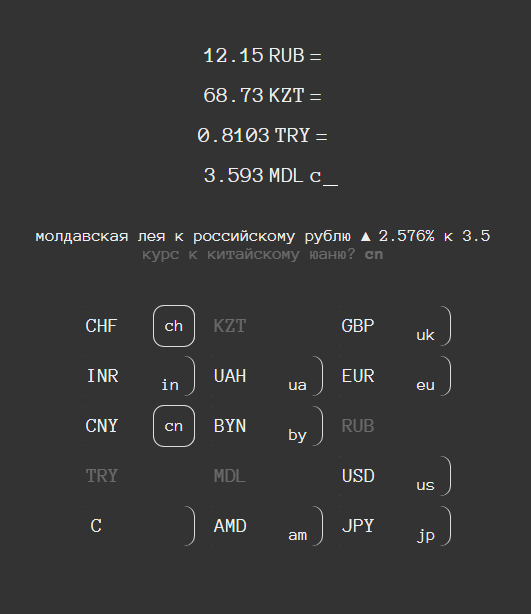 12.15 RUB =
68.73 KZT =
0.8103 TRY =
3.593 MDL c_
молдавская лея к российскому рублю ▲ 2.576% к 3.5
курс к китайскому юаню? cn
CHF ch KZT GBP uk
INR in UAH ua EUR eu
CNY cn BYN by RUB
TRY MDL USD us
C AMD am JPY jp